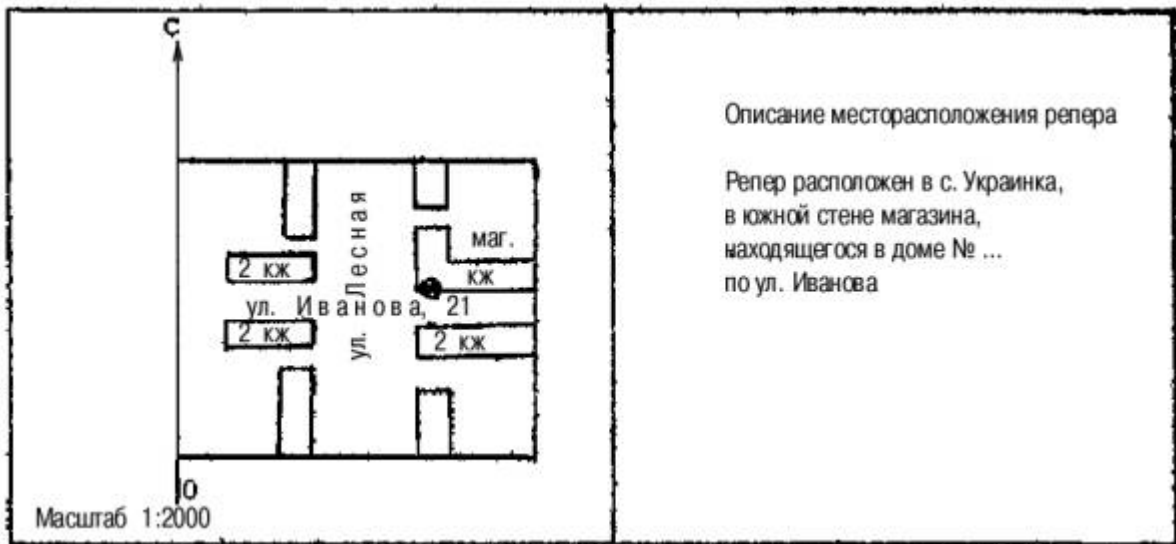 С
маг.
2 кж
кж
ул. Лесная
ул. Иванова, 21
2 кж
2 кж
Ю
Масштаб 1:2000
Описание месторасположения репера
Репер расположен в с. Украинка,
в южной стене магазина,
находящегося в доме № ...
по ул. Иванова